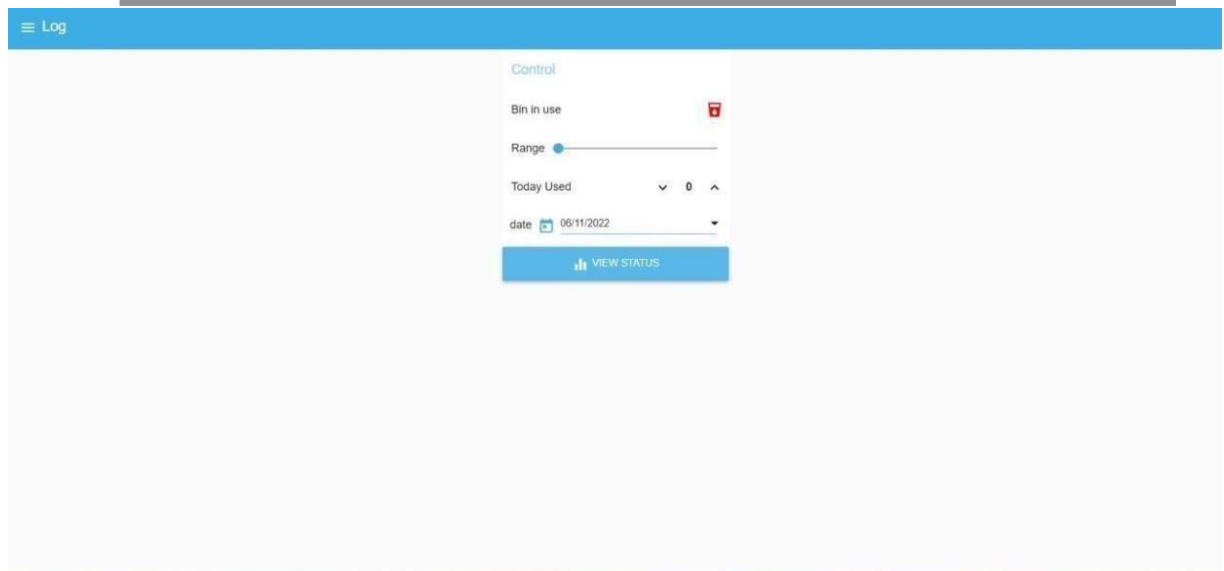 Log
Control
Bin in use
Range
Today Used 0
date 06/11/2022
VIEW STATUS